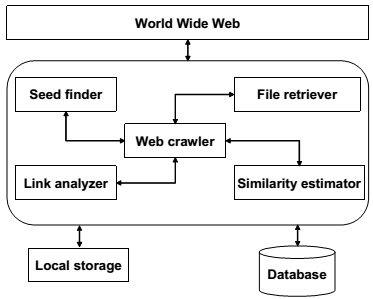 World Wide Web
Seed finder
File retriever
Web crawler
Link analyzer
Similarity estimator
Local storage
Database